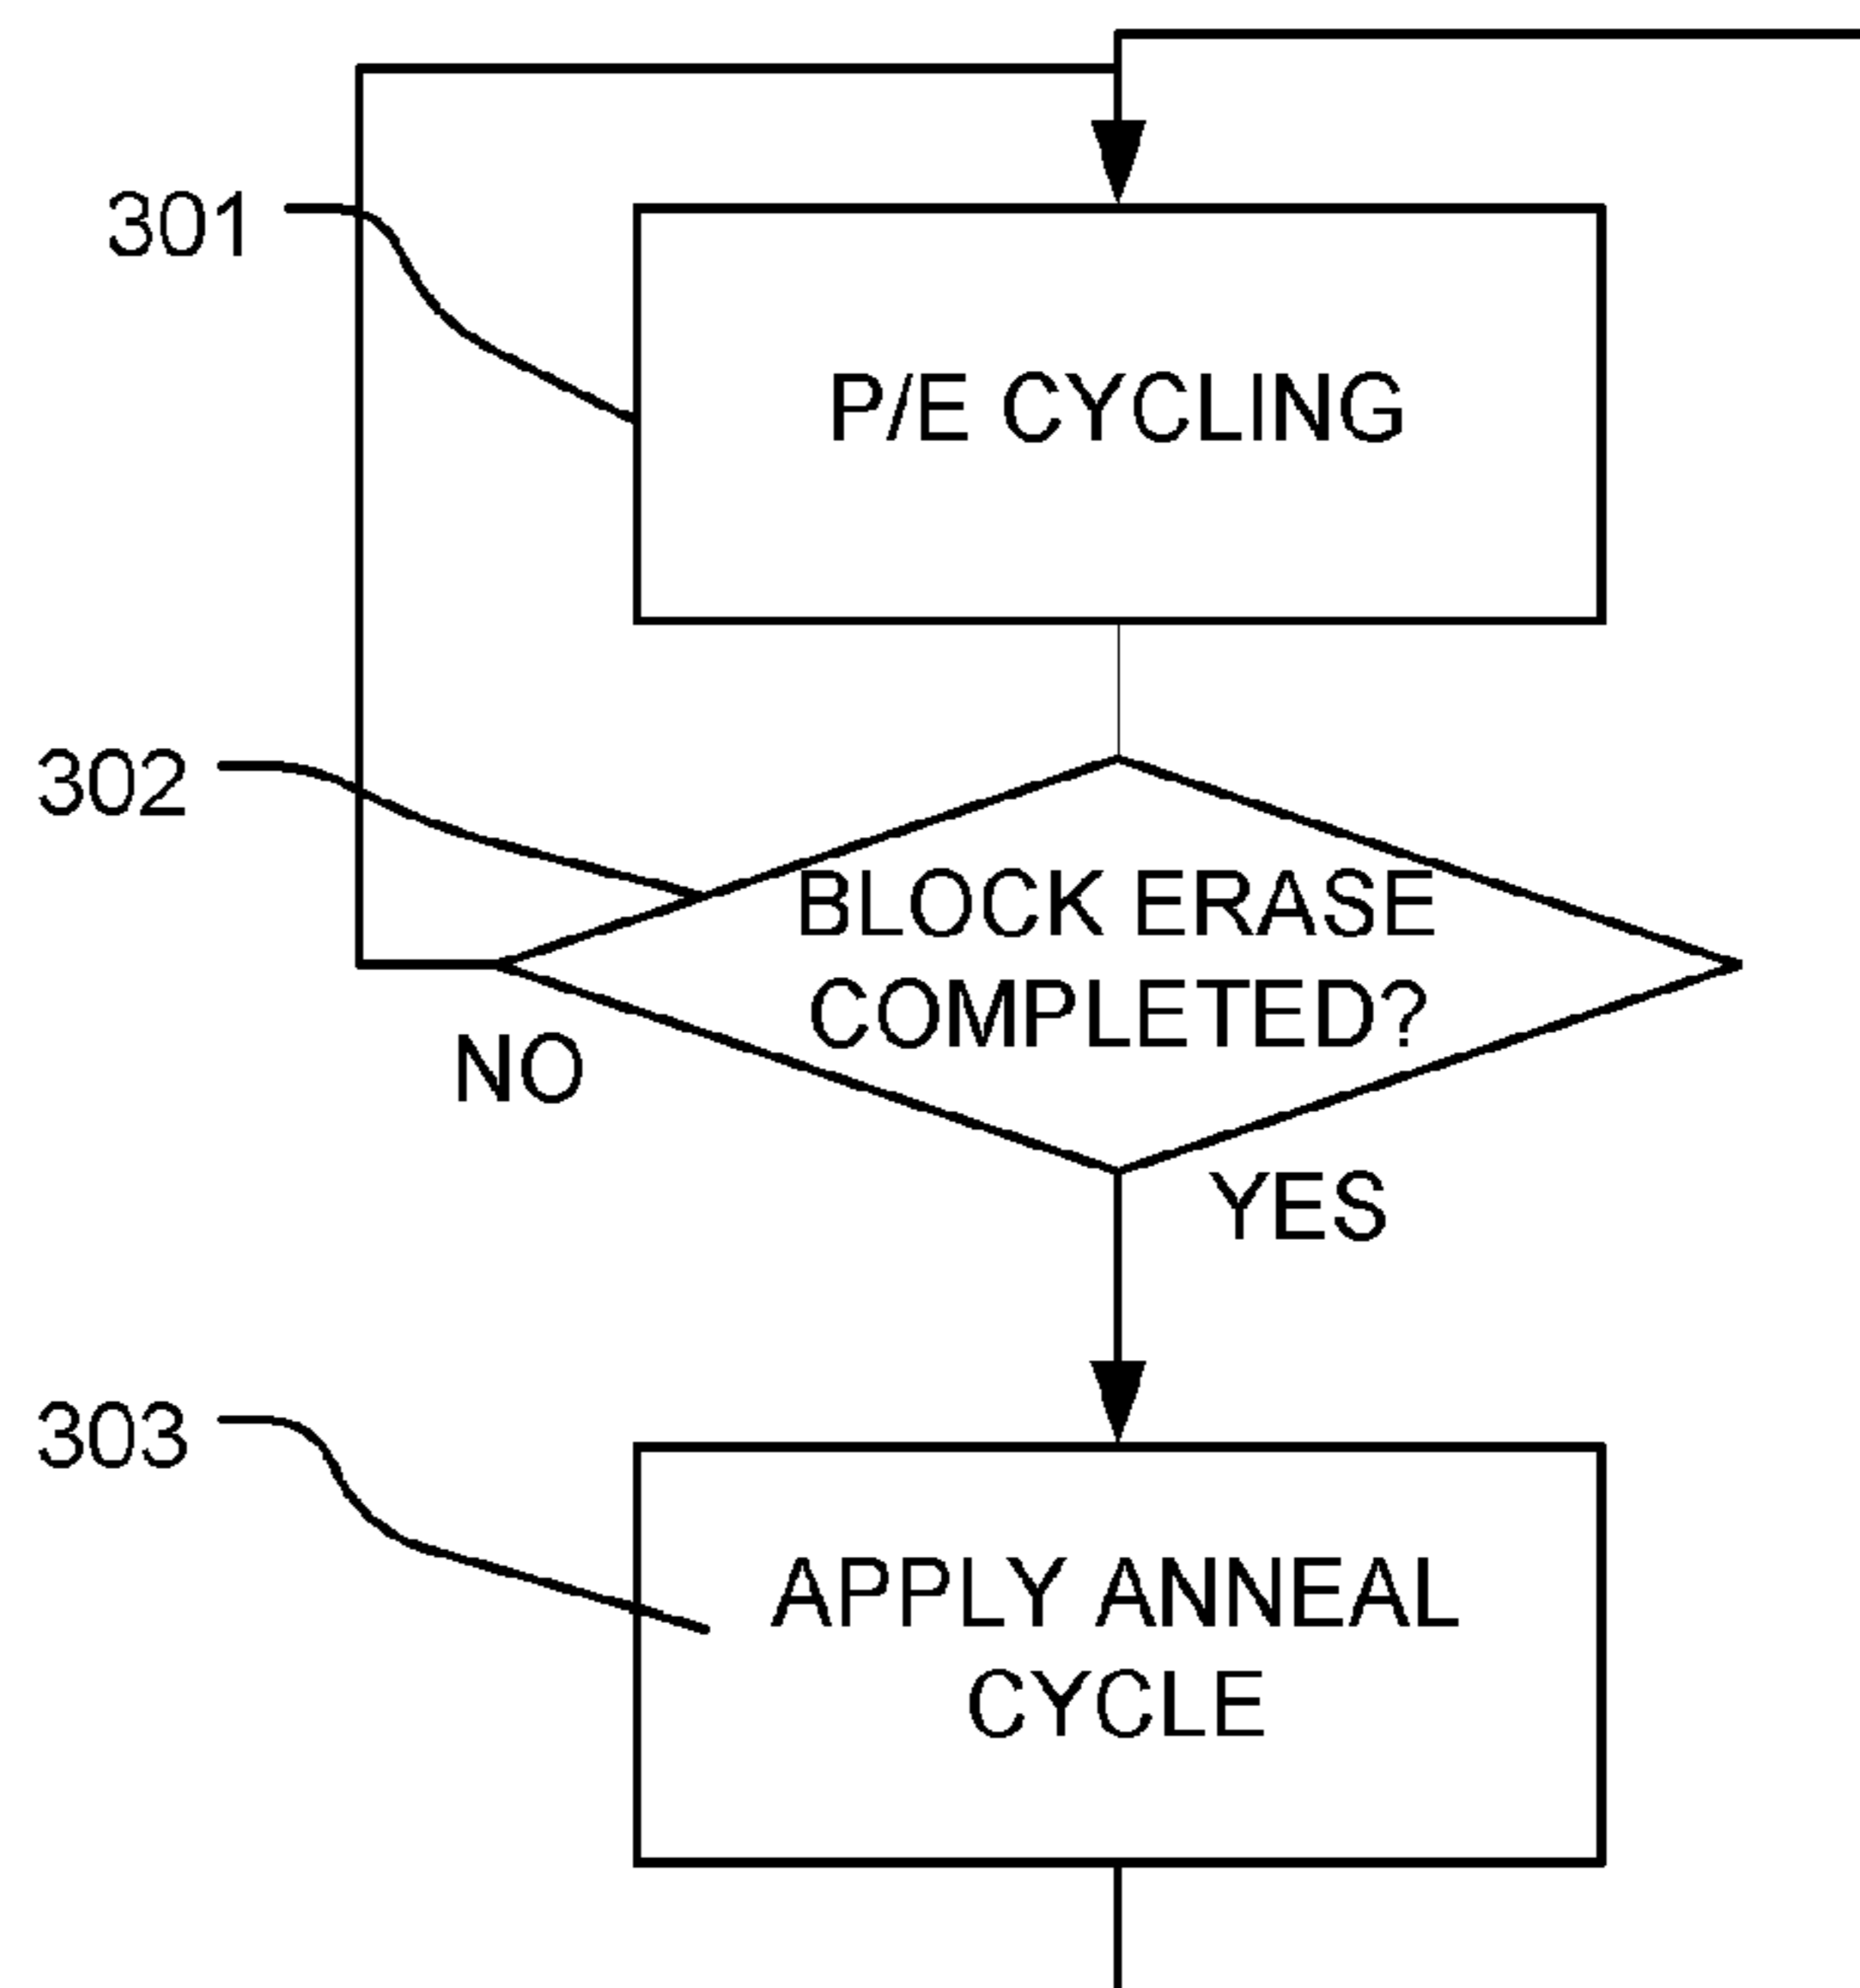 301
P/E CYCLING
302
BLOCK ERASE
COMPLETED?
NO
YES
303
APPLY ANNEAL
CYCLE